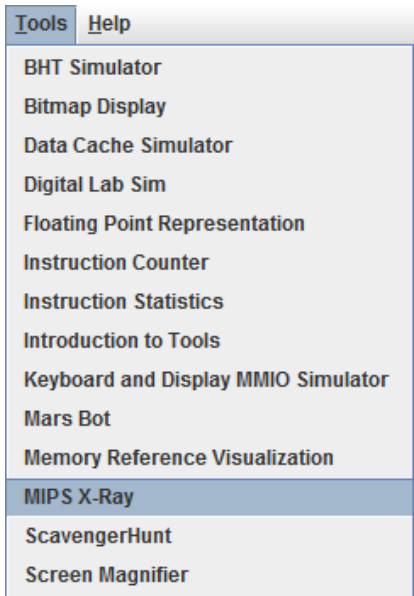 Tools Help
BHT Simulator
Bitmap Display
Data Cache Simulator
Digital Lab Sim
Floating Point Representation
Instruction Counter
Instruction Statistics
Introduction to Tools
Keyboard and Display MMIO Simulator
Mars Bot
Memory Reference Visualization
MIPS X-Ray
ScavengerHunt
Screen Magnifier